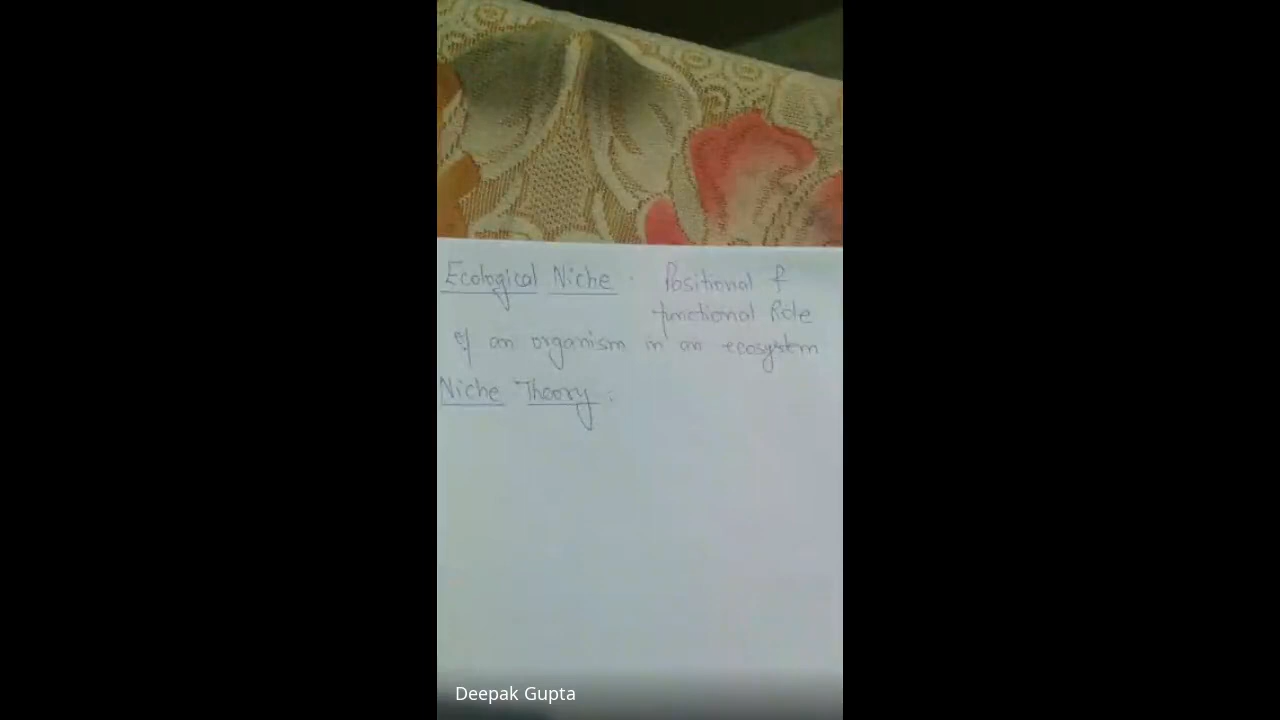 Ecological Niche . Positional &
functional Role
of an organism in an ecosystem
Niche Theory :
Deepak Gupta